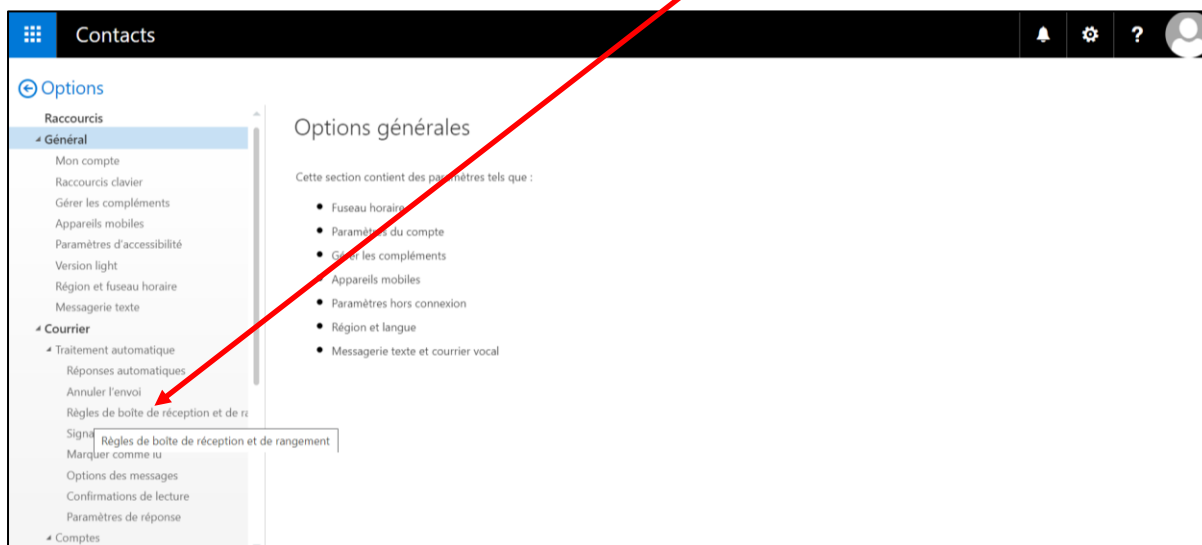 Contacts
?
Options
Raccourcis
Général
Mon compte
Raccourcis clavier
Gérer les compléments
Appareils mobiles
Paramètres d'accessibilité
Version light
Région et fuseau horaire
Messagerie texte
Courrier
Traitement automatique
Réponses automatiques
Annuler l'envoi
Règles de boîte de réception et de ra
Signa
Règles de boîte de réception et de rangement
Marquer comme lu
Options des messages
Confirmations de lecture
Paramètres de réponse
Comptes
Options générales
Cette section contient des paramètres tels que :
Fuseau horaire
Paramètres du compte
Gérer les compléments
Appareils mobiles
Paramètres hors connexion
Région et langue
Messagerie texte et courrier vocal